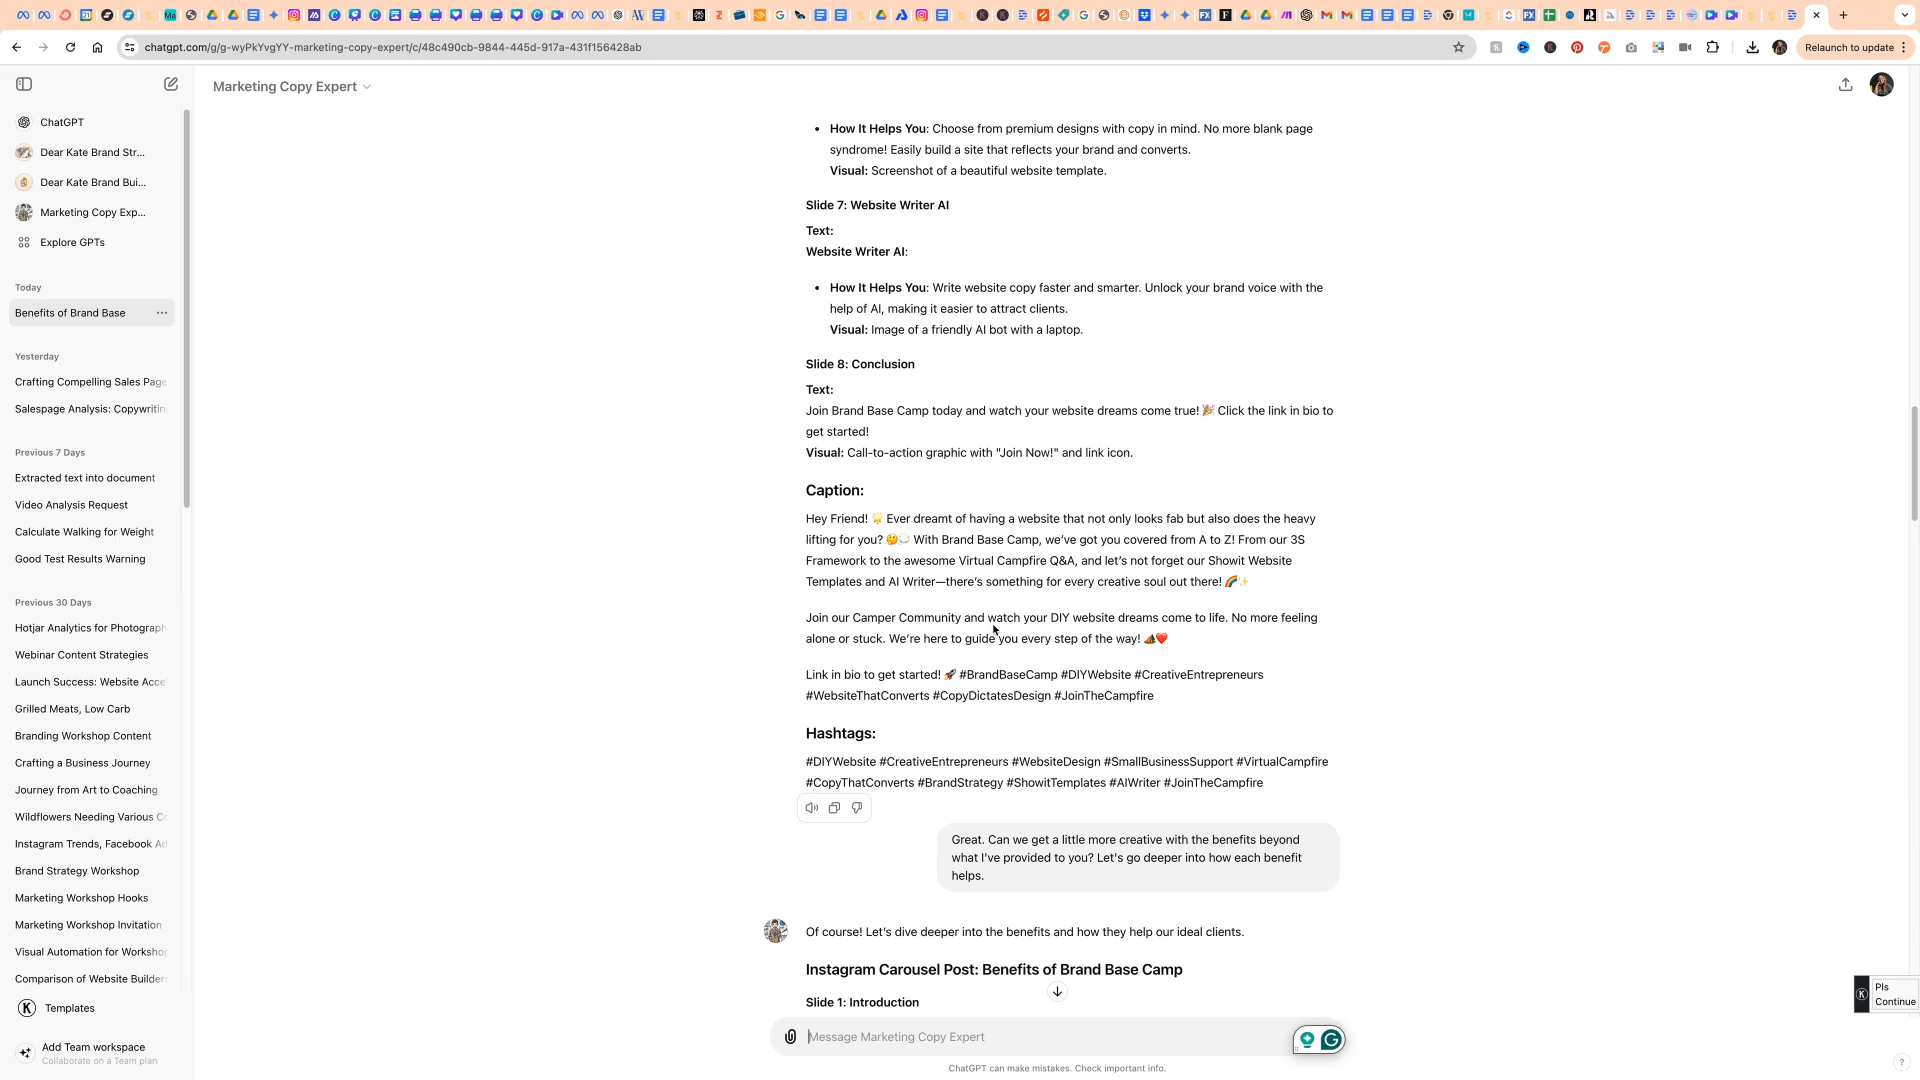 chatgpt.com/g/g-wyPkYvgYY-marketing-copy-expert/c/48c490cb-9844-445d-917a-431f156428ab
Relaunch to update
Marketing Copy Expert
ChatGPT
Dear Kate Brand Str...
Dear Kate Brand Bui...
Marketing Copy Exp...
Explore GPTs
Today
Benefits of Brand Base
Yesterday
Crafting Compelling Sales Page
Salespage Analysis: Copywritin
Previous 7 Days
Extracted text into document
Video Analysis Request
Calculate Walking for Weight
Good Test Results Warning
Previous 30 Days
Hotjar Analytics for Photograph
Webinar Content Strategies
Launch Success: Website Acce
Grilled Meats, Low Carb
Branding Workshop Content
Crafting a Business Journey
Journey from Art to Coaching
Wildflowers Needing Various Co
Instagram Trends, Facebook Ad
Brand Strategy Workshop
Marketing Workshop Hooks
Marketing Workshop Invitation
Visual Automation for Workshop
Comparison of Website Builders
Templates
Add Team workspace
Collaborate on a Team plan
• How It Helps You: Choose from premium designs with copy in mind. No more blank page
syndrome! Easily build a site that reflects your brand and converts.
Visual: Screenshot of a beautiful website template.
Slide 7: Website Writer AI
Text:
Website Writer AI:
• How It Helps You: Write website copy faster and smarter. Unlock your brand voice with the
help of AI, making it easier to attract clients.
Visual: Image of a friendly AI bot with a laptop.
Slide 8: Conclusion
Text:
Join Brand Base Camp today and watch your website dreams come true! 🎉 Click the link in bio to
get started!
Visual: Call-to-action graphic with "Join Now!" and link icon.
Caption:
Hey Friend! 🌟 Ever dreamt of having a website that not only looks fab but also does the heavy
lifting for you? 🤔💭 With Brand Base Camp, we've got you covered from A to Z! From our 3S
Framework to the awesome Virtual Campfire Q&A, and let's not forget our Showit Website
Templates and AI Writer—there's something for every creative soul out there! 🌈✨
Join our Camper Community and watch your DIY website dreams come to life. No more feeling
alone or stuck. We're here to guide you every step of the way! 🏕️❤️
Link in bio to get started! 🚀 #BrandBaseCamp #DIYWebsite #CreativeEntrepreneurs
#WebsiteThatConverts #CopyDictatesDesign #JoinTheCampfire
Hashtags:
#DIYWebsite #CreativeEntrepreneurs #WebsiteDesign #SmallBusinessSupport #VirtualCampfire
#CopyThatConverts #BrandStrategy #ShowitTemplates #AIWriter #JoinTheCampfire
Great. Can we get a little more creative with the benefits beyond
what I've provided to you? Let's go deeper into how each benefit
helps.
Of course! Let's dive deeper into the benefits and how they help our ideal clients.
Instagram Carousel Post: Benefits of Brand Base Camp
Slide 1: Introduction
Message Marketing Copy Expert
ChatGPT can make mistakes. Check important info.
Pls
Continue
?